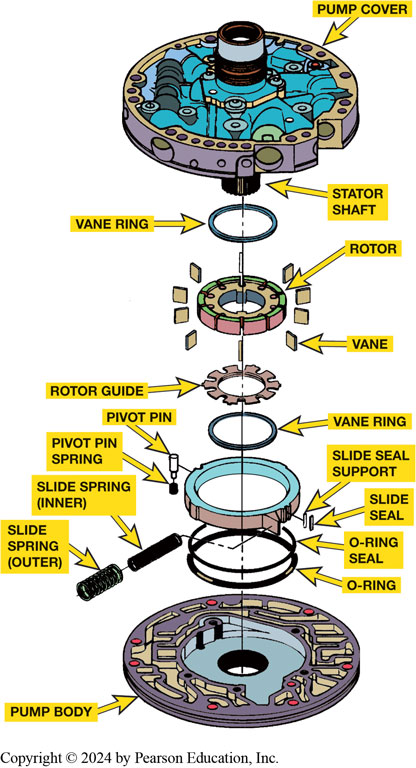 PUMP COVER
STATOR
SHAFT
VANE RING
ROTOR
VANE
ROTOR GUIDE
PIVOT PIN
VANE RING
PIVOT PIN
SPRING
SLIDE SEAL
SUPPORT
SLIDE SPRING
(INNER)
SLIDE
SEAL
SLIDE
SPRING
(OUTER)
O-RING
SEAL
O-RING
PUMP BODY
Copyright © 2024 by Pearson Education, Inc.